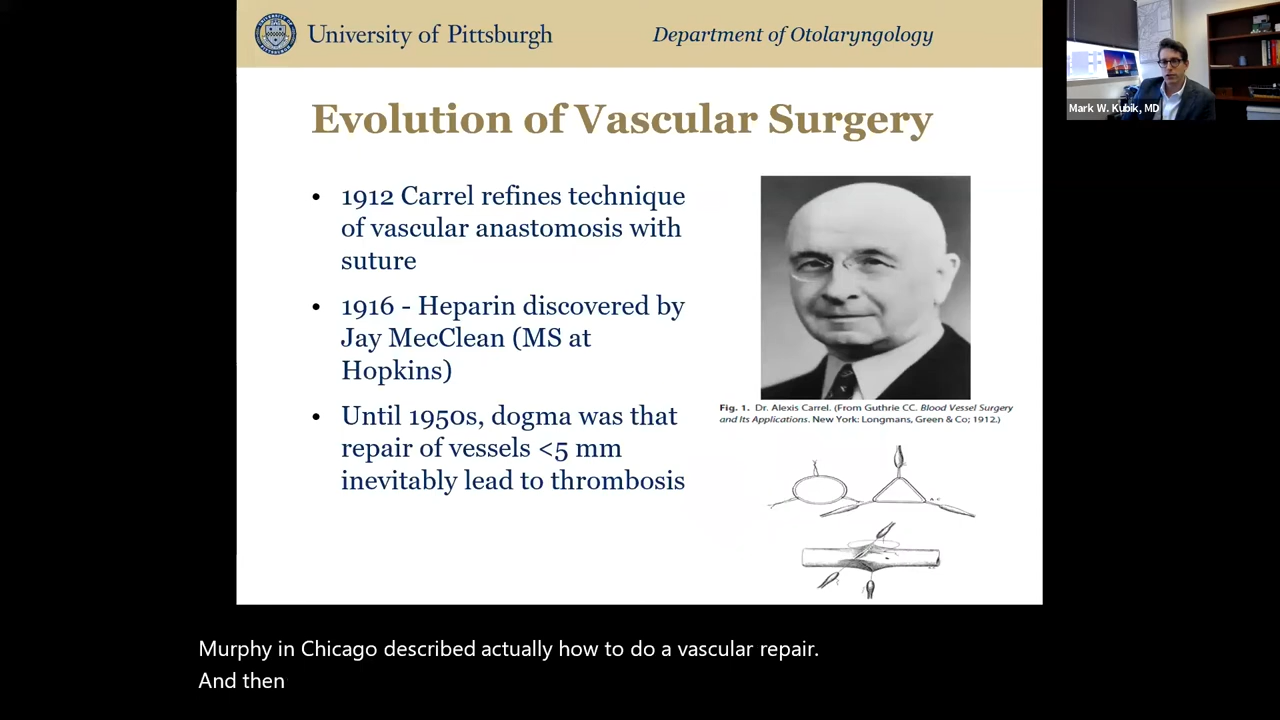 University of Pittsburgh
Department of Otolaryngology
Mark W. Kubik, MD
Evolution of Vascular Surgery
• 1912 Carrel refines technique
of vascular anastomosis with
suture
• 1916 - Heparin discovered by
Jay MecClean (MS at
Hopkins)
• Until 1950s, dogma was that
repair of vessels <5 mm
inevitably lead to thrombosis
Fig. 1. Dr. Alexis Carrel. (From Guthrie CC. Blood Vessel Surgery
and Its Applications. New York: Longmans, Green & Co; 1912.)
Murphy in Chicago described actually how to do a vascular repair.
And then